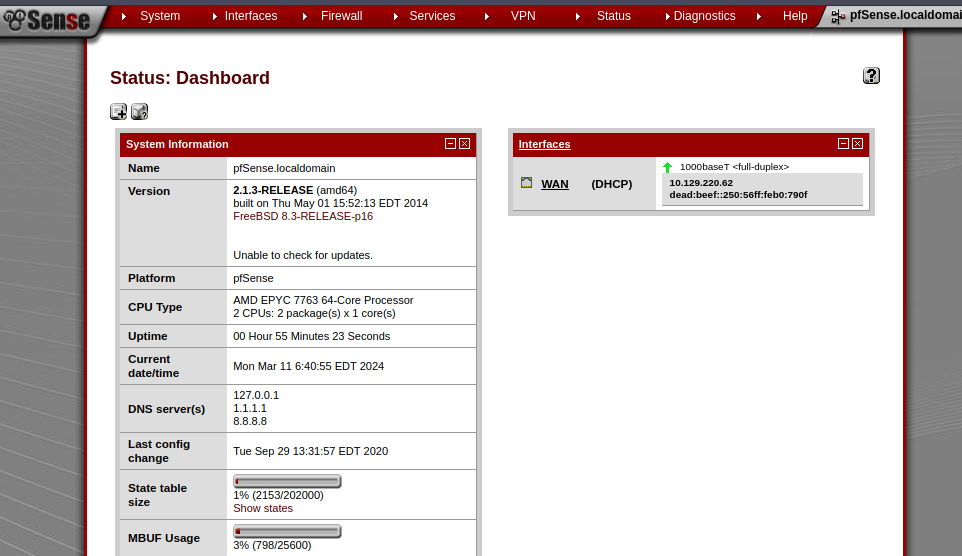 Sense
System
Interfaces
Firewall
Services
VPN
Status
Diagnostics
Help
pfSense.localdomai
Status: Dashboard
?
System Information
Name pfSense.localdomain
Version 2.1.3-RELEASE (amd64)
built on Thu May 01 15:52:13 EDT 2014
FreeBSD 8.3-RELEASE-p16
Unable to check for updates.
Platform pfSense
CPU Type AMD EPYC 7763 64-Core Processor
2 CPUs: 2 package(s) x 1 core(s)
Uptime 00 Hour 55 Minutes 23 Seconds
Current
date/time Mon Mar 11 6:40:55 EDT 2024
DNS server(s) 127.0.0.1
1.1.1.1
8.8.8.8
Last config
change Tue Sep 29 13:31:57 EDT 2020
State table
size 1% (2153/202000)
Show states
MBUF Usage 3% (798/25600)
Interfaces
WAN (DHCP) 1000baseT <full-duplex>
10.129.220.62
dead:beef::250:56ff:feb0:790f